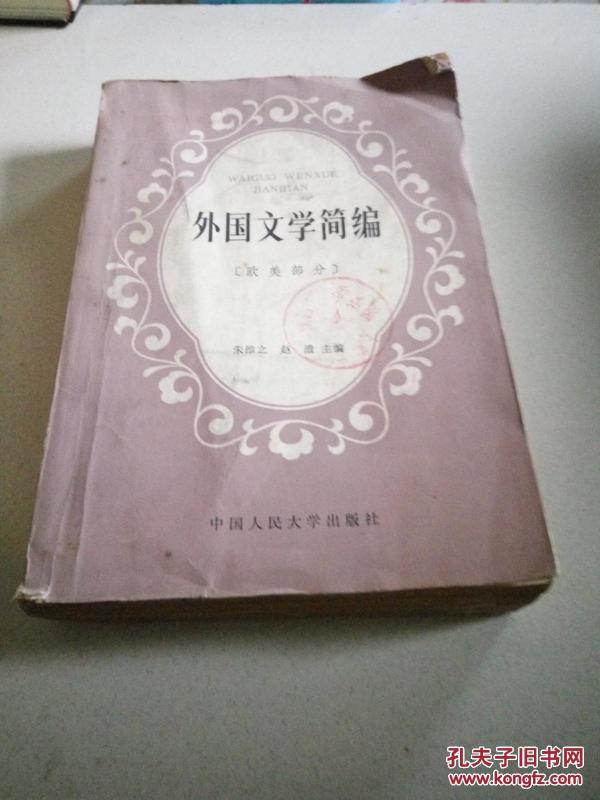 WAIGUO WENXUE
JIANBIAN
外国文学简编
〔欧美部分〕
朱维之 赵澧 主编
中国人民大学出版社
孔夫子旧书网
www.kongfz.com